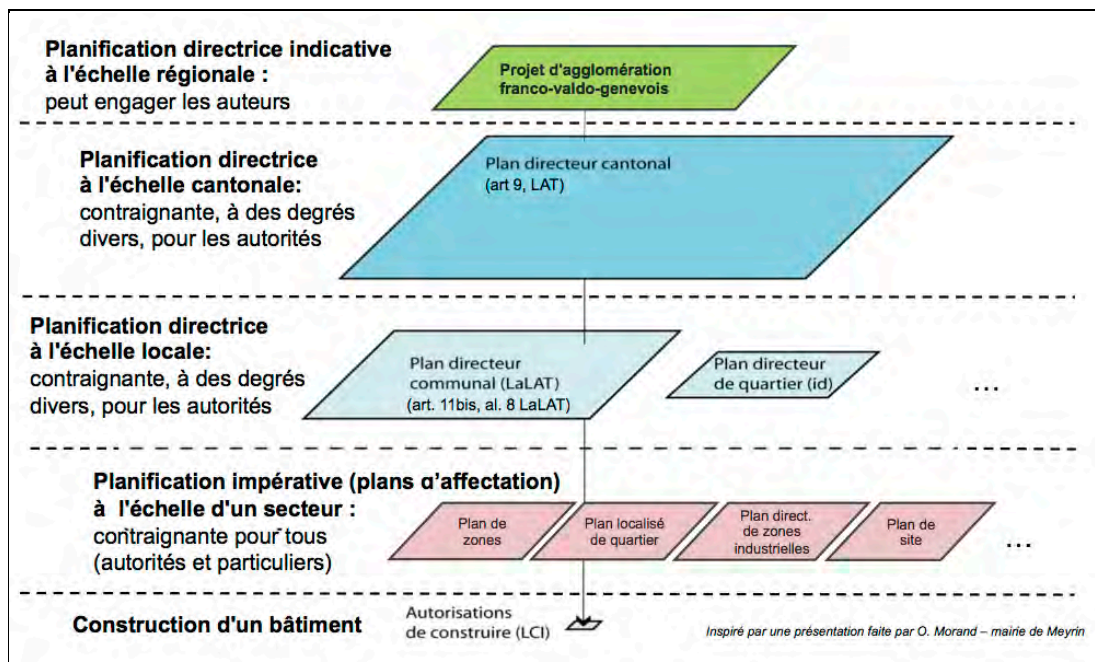 Planification directrice indicative
à l'échelle régionale :
peut engager les auteurs
Projet d'agglomération
franco-valdo-genevois
Planification directrice
à l'échelle cantonale:
contraignante, à des degrés
divers, pour les autorités
Plan directeur cantonal
(art 9, LAT)
Planification directrice
à l'échelle locale:
contraignante, à des degrés
divers, pour les autorités
Plan directeur
communal (LaLAT)
(art. 11bis, al. 8 LaLAT)
Plan directeur
de quartier (id)
...
Planification impérative (plans d’affectation)
à l'échelle d'un secteur :
contraignante pour tous
(autorités et particuliers)
Plan de
zones
Plan localisé
de quartier
Plan direct.
de zones
industrielles
Plan de
site
...
Construction d'un bâtiment
Autorisations
de construire (LCI)
Inspiré par une présentation faite par O. Morand – mairie de Meyrin